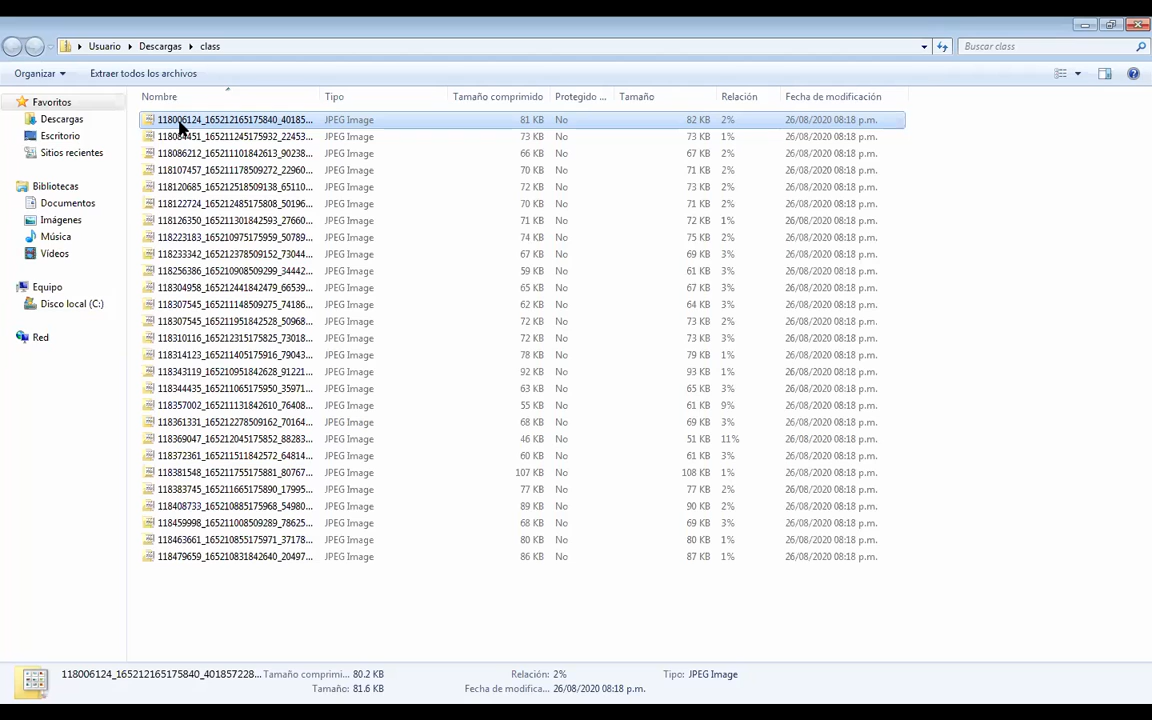 Usuario ▸ Descargas ▸ class
Buscar class
Organizar
Extraer todos los archivos
Favoritos
Descargas
Escritorio
Sitios recientes
Bibliotecas
Documentos
Imágenes
Música
Vídeos
Equipo
Disco local (C:)
Red
Nombre Tipo Tamaño comprimido Protegido ... Tamaño Relación Fecha de modificación
118006124_165212165175840_40185... JPEG Image 81 KB No 82 KB 2% 26/08/2020 08:18 p.m.
118084451_165211245175932_22453... JPEG Image 73 KB No 73 KB 1% 26/08/2020 08:18 p.m.
118086212_165211101842613_90238... JPEG Image 66 KB No 67 KB 2% 26/08/2020 08:18 p.m.
118107457_165211178509272_22960... JPEG Image 70 KB No 71 KB 2% 26/08/2020 08:18 p.m.
118120685_165212518509138_65110... JPEG Image 72 KB No 73 KB 2% 26/08/2020 08:18 p.m.
118122724_165212485175808_50196... JPEG Image 70 KB No 71 KB 2% 26/08/2020 08:18 p.m.
118126350_165211301842593_27660... JPEG Image 71 KB No 72 KB 1% 26/08/2020 08:18 p.m.
118223183_165210975175959_50789... JPEG Image 74 KB No 75 KB 2% 26/08/2020 08:18 p.m.
118233342_165212378509152_73044... JPEG Image 67 KB No 69 KB 3% 26/08/2020 08:18 p.m.
118256386_165210908509299_34442... JPEG Image 59 KB No 61 KB 3% 26/08/2020 08:18 p.m.
118304958_165212441842479_66539... JPEG Image 65 KB No 67 KB 3% 26/08/2020 08:18 p.m.
118307545_165211148509275_74186... JPEG Image 62 KB No 64 KB 3% 26/08/2020 08:18 p.m.
118307545_165211951842528_50968... JPEG Image 72 KB No 73 KB 2% 26/08/2020 08:18 p.m.
118310116_165212315175825_73018... JPEG Image 72 KB No 73 KB 3% 26/08/2020 08:18 p.m.
118314123_165211405175916_79043... JPEG Image 78 KB No 79 KB 1% 26/08/2020 08:18 p.m.
118343119_165210951842628_91221... JPEG Image 92 KB No 93 KB 1% 26/08/2020 08:18 p.m.
118344435_165211065175950_35971... JPEG Image 63 KB No 65 KB 3% 26/08/2020 08:18 p.m.
118357002_165211131842610_76408... JPEG Image 55 KB No 61 KB 9% 26/08/2020 08:18 p.m.
118361331_165212278509162_70164... JPEG Image 68 KB No 69 KB 3% 26/08/2020 08:18 p.m.
118369047_165212045175852_88283... JPEG Image 46 KB No 51 KB 11% 26/08/2020 08:18 p.m.
118372361_165211511842572_64814... JPEG Image 60 KB No 61 KB 3% 26/08/2020 08:18 p.m.
118381548_165211755175881_80767... JPEG Image 107 KB No 108 KB 1% 26/08/2020 08:18 p.m.
118383745_165211665175890_17995... JPEG Image 77 KB No 77 KB 2% 26/08/2020 08:18 p.m.
118408733_165210885175968_54980... JPEG Image 89 KB No 90 KB 2% 26/08/2020 08:18 p.m.
118459998_165211008509289_78625... JPEG Image 68 KB No 69 KB 3% 26/08/2020 08:18 p.m.
118463661_165210855175971_37178... JPEG Image 80 KB No 80 KB 1% 26/08/2020 08:18 p.m.
118479659_165210831842640_20497... JPEG Image 86 KB No 87 KB 1% 26/08/2020 08:18 p.m.
118006124_165212165175840_401857228... Tamaño comprimi... 80.2 KB Relación: 2% Tipo: JPEG Image
Tamaño: 81.6 KB Fecha de modifica... 26/08/2020 08:18 p.m.